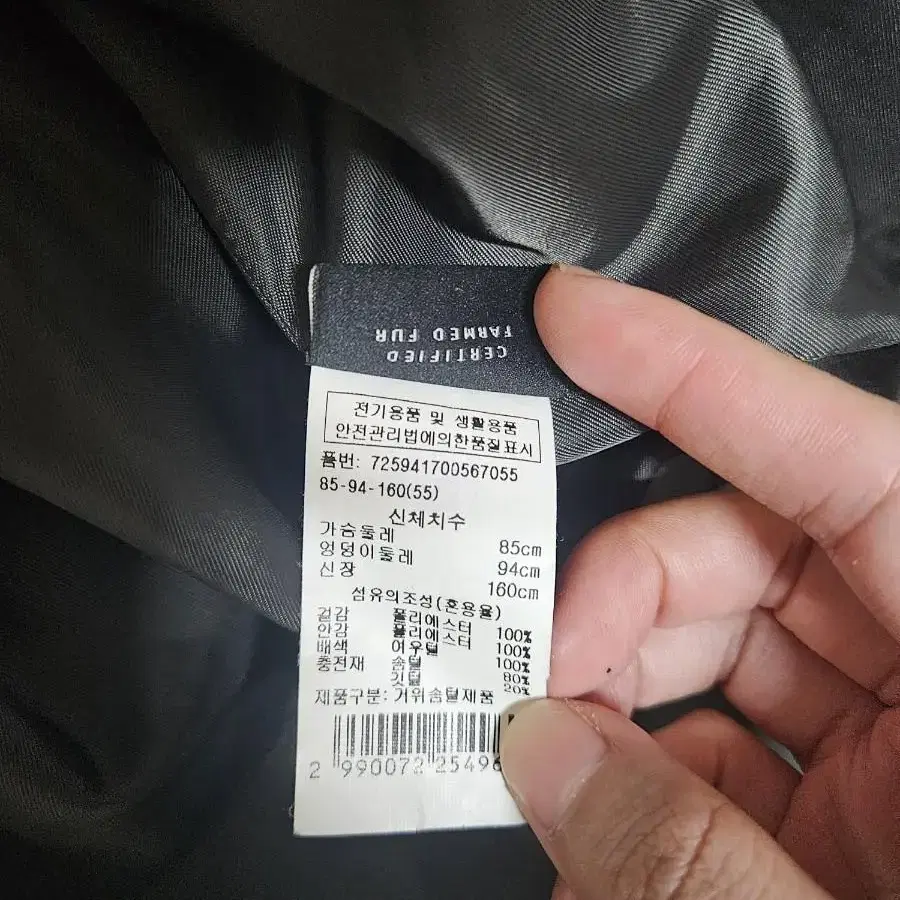 CERTIFIED
FARMED FUR
전기용품 및 생활용품
안전관리법에의한품질표시
품번: 725941700567055
85-94-160(55)
신체치수
가슴둘레 85cm
엉덩이둘레 94cm
신장 160cm
섬유의조성(혼용율)
겉감 폴리에스터 100%
안감 폴리에스터 100%
배색 여우털 100%
충전재 솜털 80%
깃털 20%
제품구분: 거위솜털제품
2 990072 25496